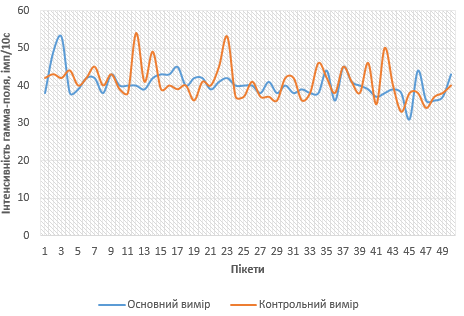 Інтенсивність гамма-поля, імп/10с
60
50
40
30
20
10
0
1 3 5 7 9 11 13 15 17 19 21 23 25 27 29 31 33 35 37 39 41 43 45 47 49
Пікети
Основний вимір Контрольний вимір